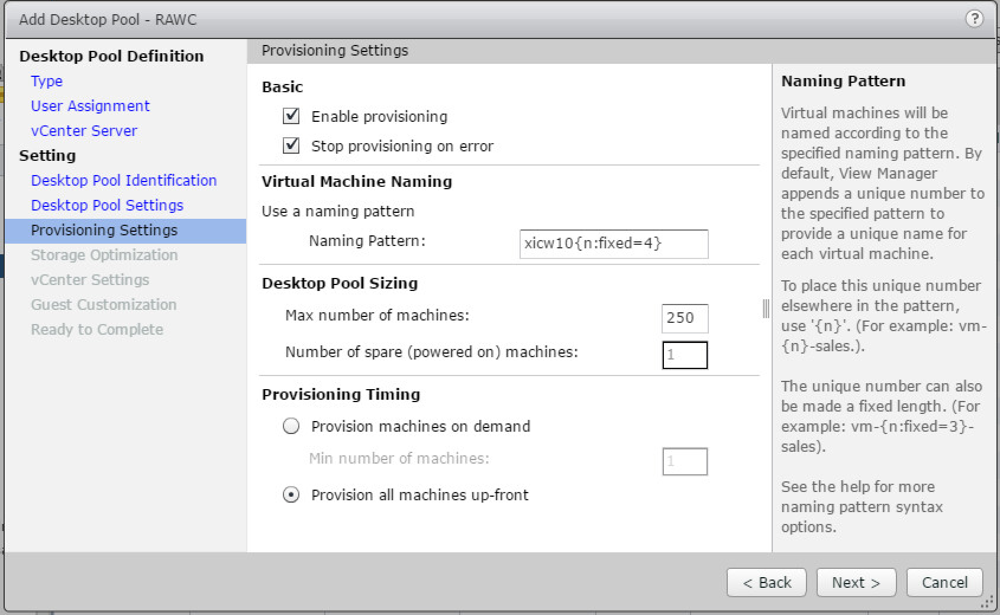 Add Desktop Pool - RAWC
?
Desktop Pool Definition
Type
User Assignment
vCenter Server
Setting
Desktop Pool Identification
Desktop Pool Settings
Provisioning Settings
Storage Optimization
vCenter Settings
Guest Customization
Ready to Complete
Provisioning Settings
Basic
Enable provisioning
Stop provisioning on error
Virtual Machine Naming
Use a naming pattern
Naming Pattern: xicw10{n:fixed=4}
Desktop Pool Sizing
Max number of machines: 250
Number of spare (powered on) machines: 1
Provisioning Timing
Provision machines on demand
Min number of machines: 1
Provision all machines up-front
Naming Pattern
Virtual machines will be
named according to the
specified naming pattern. By
default, View Manager
appends a unique number to
the specified pattern to
provide a unique name for
each virtual machine.
To place this unique number
elsewhere in the pattern,
use '{n}'. (For example: vm-
{n}-sales.).
The unique number can also
be made a fixed length. (For
example: vm-{n:fixed=3}-
sales).
See the help for more
naming pattern syntax
options.
< Back
Next >
Cancel